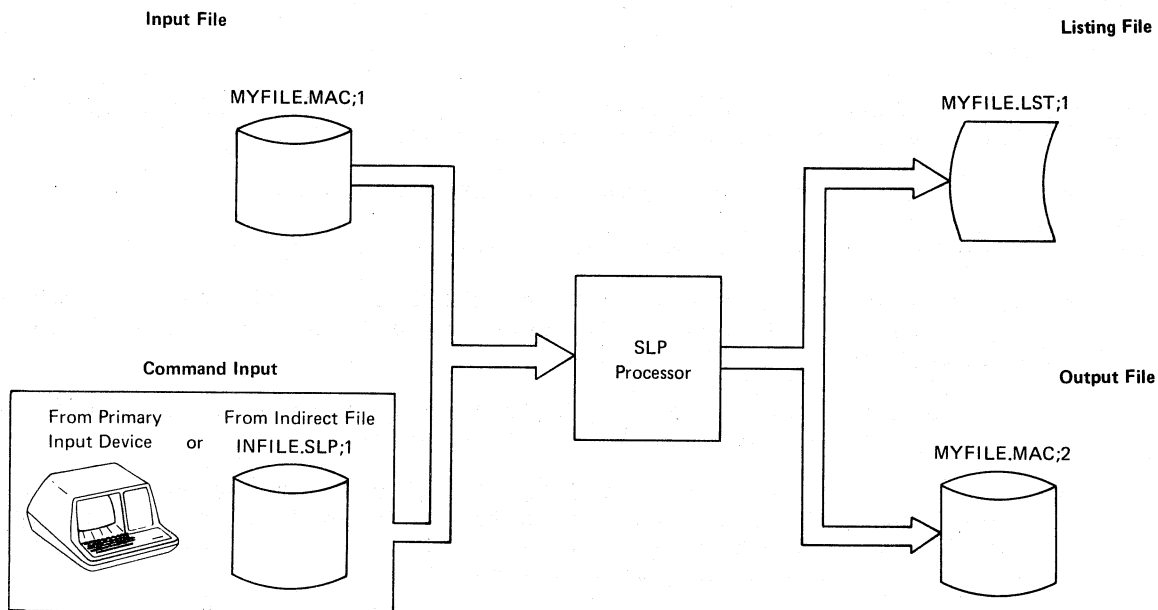 Input File
Listing File
MYFILE.MAC;1
MYFILE.LST;1
SLP
Processor
Command Input
Output File
From Primary
Input Device
or
From Indirect File
INFILE.SLP;1
MYFILE.MAC;2